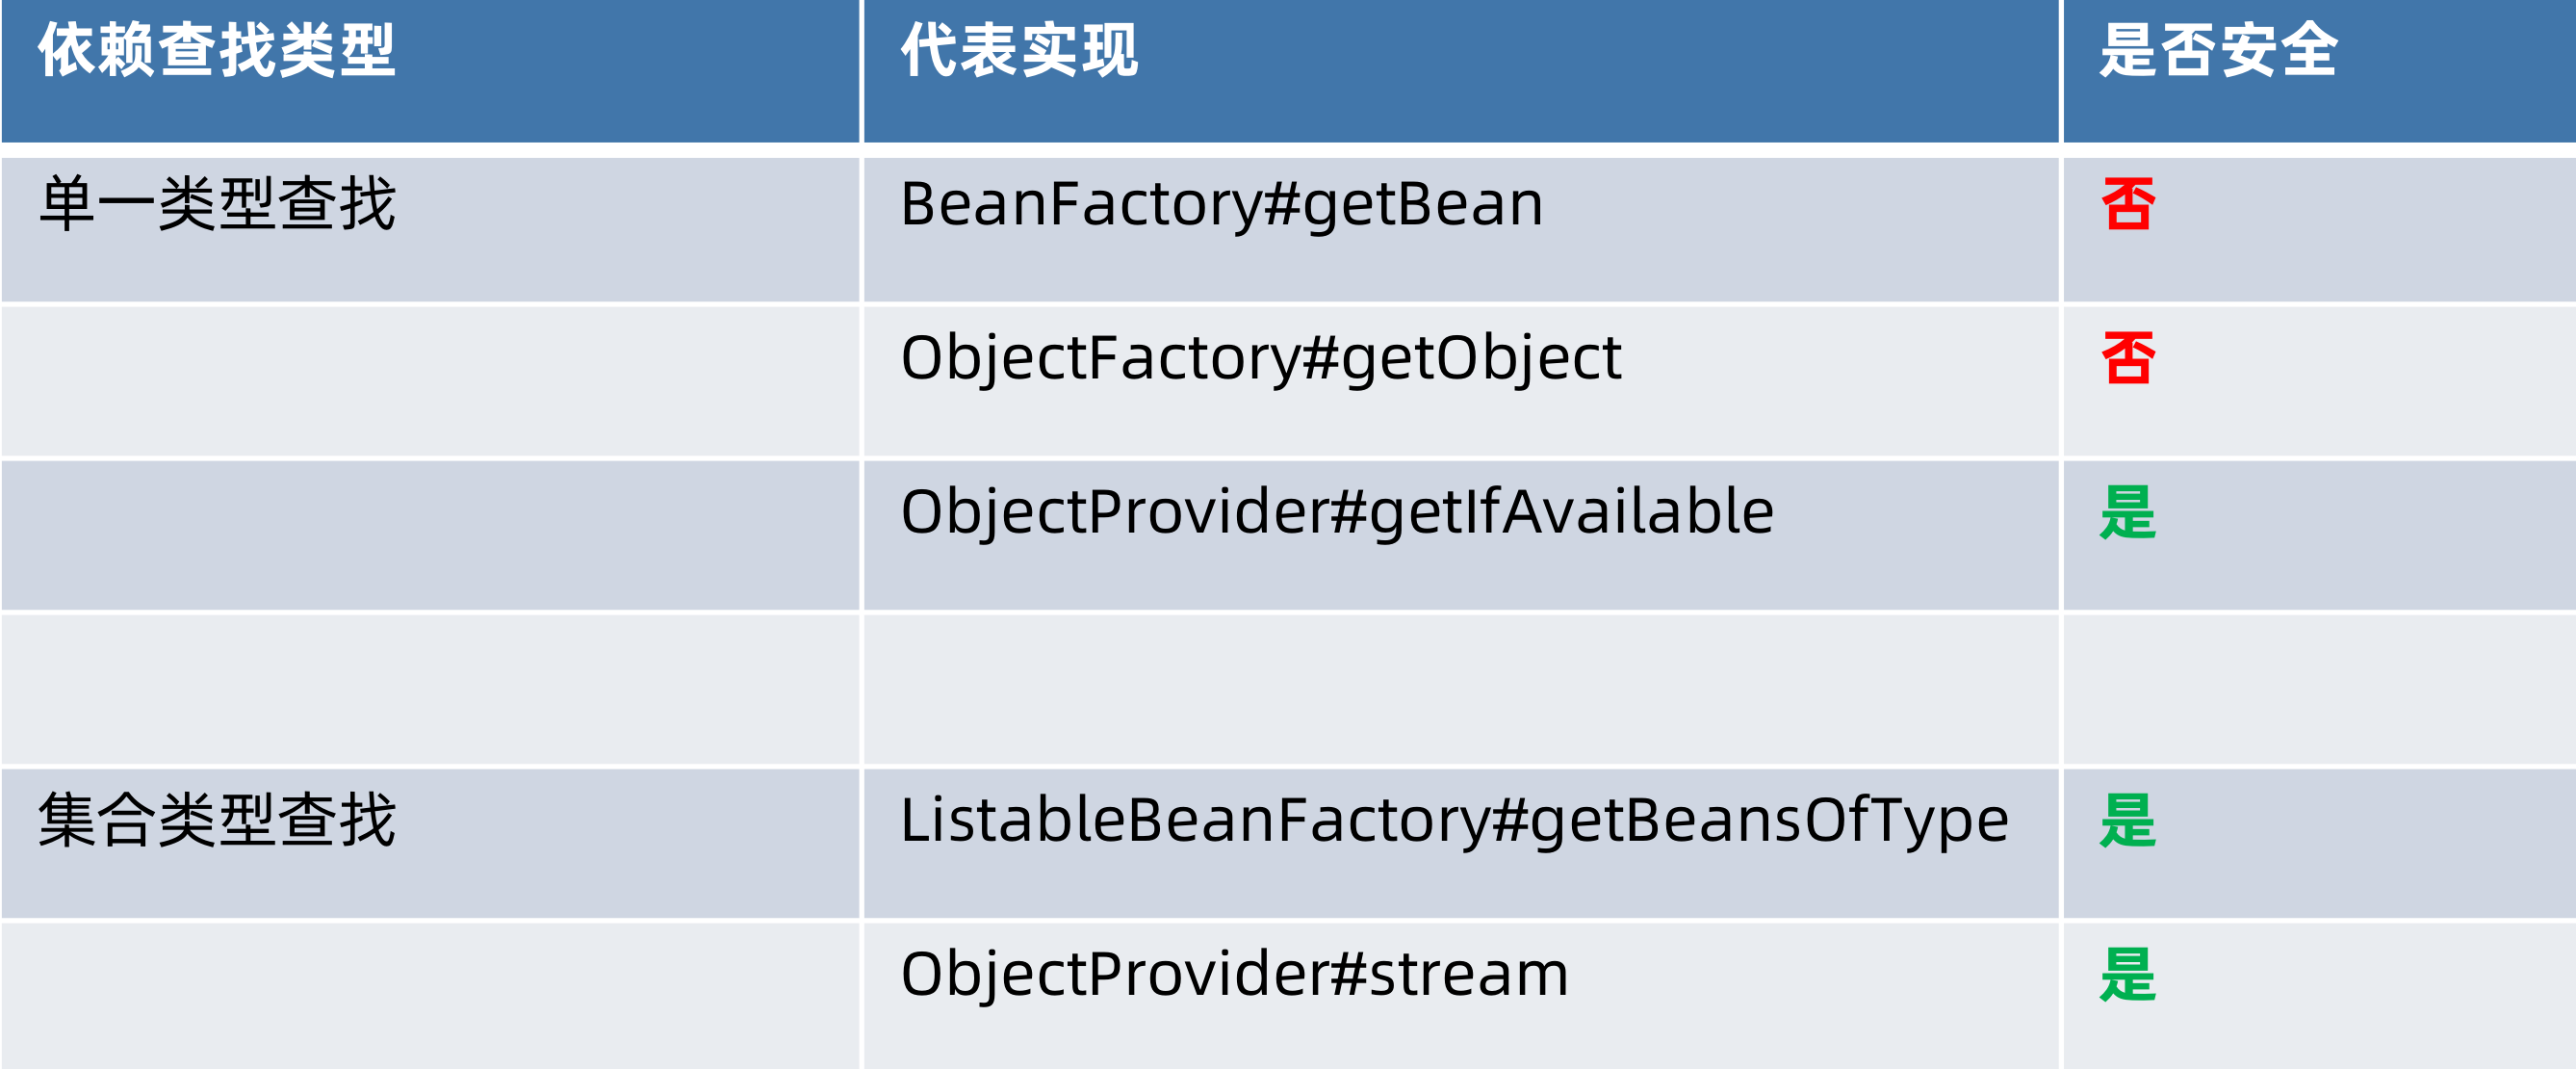 依赖查找类型 代表实现 是否安全
单一类型查找 BeanFactory#getBean 否
ObjectFactory#getObject 否
ObjectProvider#getIfAvailable 是
集合类型查找 ListableBeanFactory#getBeansOfType 是
ObjectProvider#stream 是